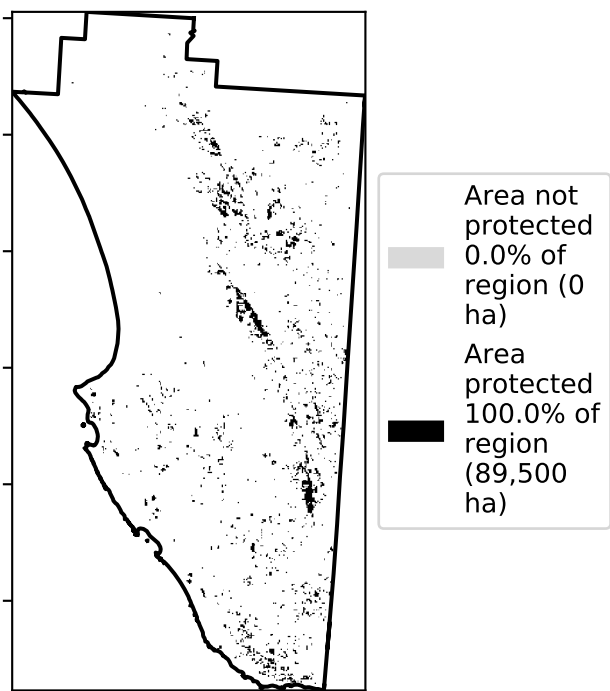 Area not
protected
0.0% of
region (0
ha)
Area
protected
100.0% of
region
(89,500
ha)